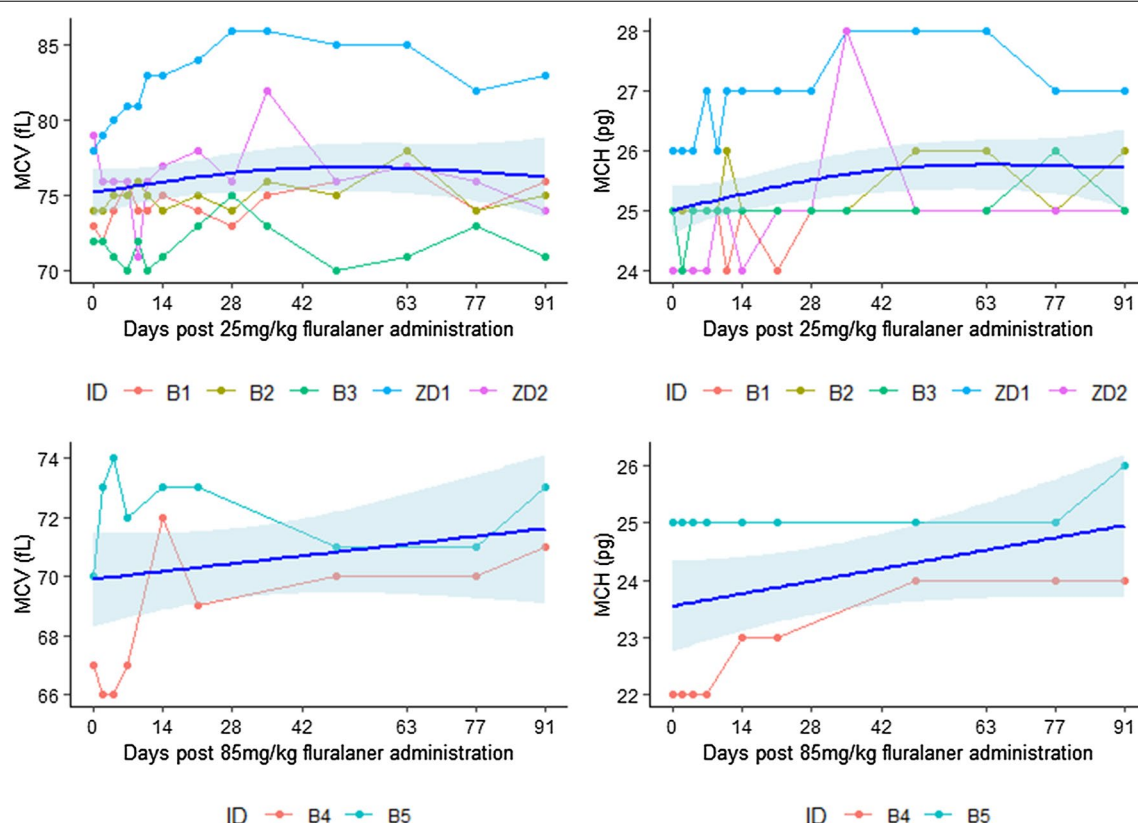 MCV (fL)
85
80
75
70
0 14 28 42 63 77 91
Days post 25mg/kg fluralaner administration
ID B1 B2 B3 ZD1 ZD2
MCH (pg)
28
27
26
25
24
0 14 28 42 63 77 91
Days post 25mg/kg fluralaner administration
ID B1 B2 B3 ZD1 ZD2
MCV (fL)
74
72
70
68
66
0 14 28 42 63 77 91
Days post 85mg/kg fluralaner administration
ID B4 B5
MCH (pg)
26
25
24
23
22
0 14 28 42 63 77 91
Days post 85mg/kg fluralaner administration
ID B4 B5